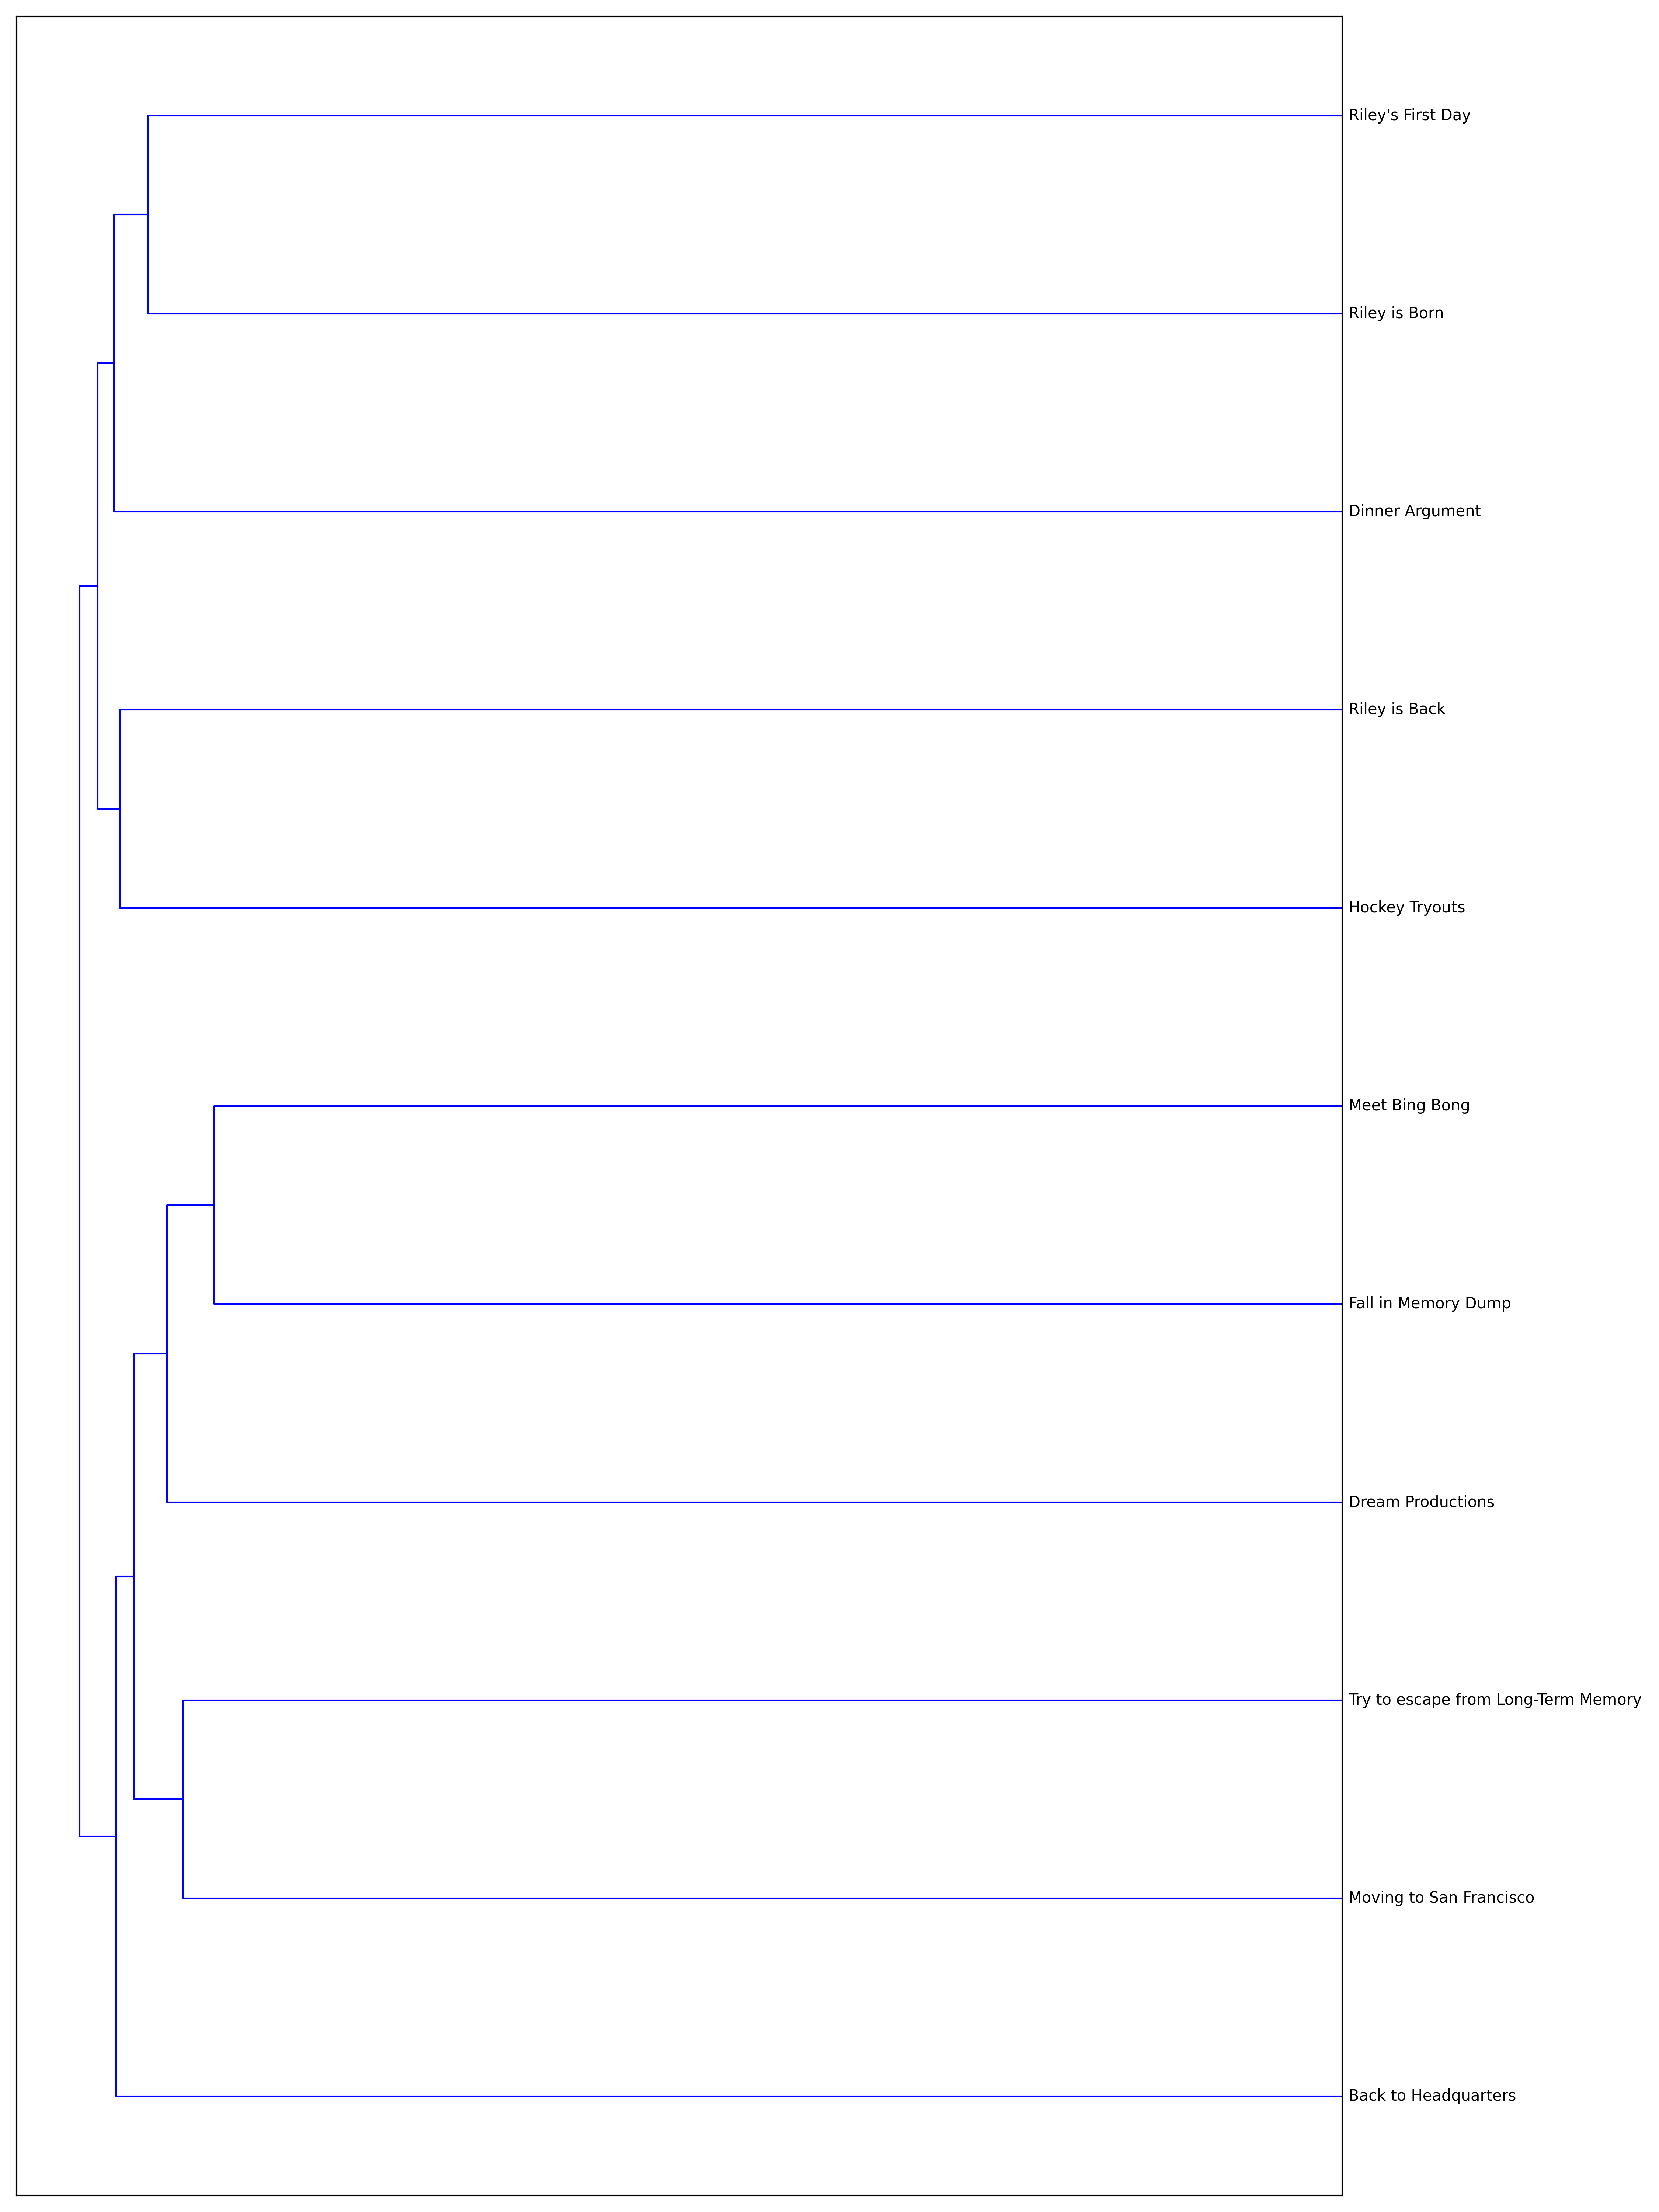 Riley's First Day
Riley is Born
Dinner Argument
Riley is Back
Hockey Tryouts
Meet Bing Bong
Fall in Memory Dump
Dream Productions
Try to escape from Long-Term Memory
Moving to San Francisco
Back to Headquarters